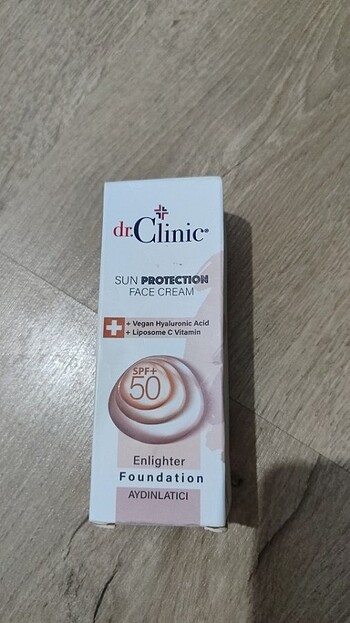 dr.Clinic®
SUN PROTECTION
FACE CREAM
+ Vegan Hyaluronic Acid
+ Liposome C Vitamin
SPF+
50
Enlighter
Foundation
AYDINLATICI